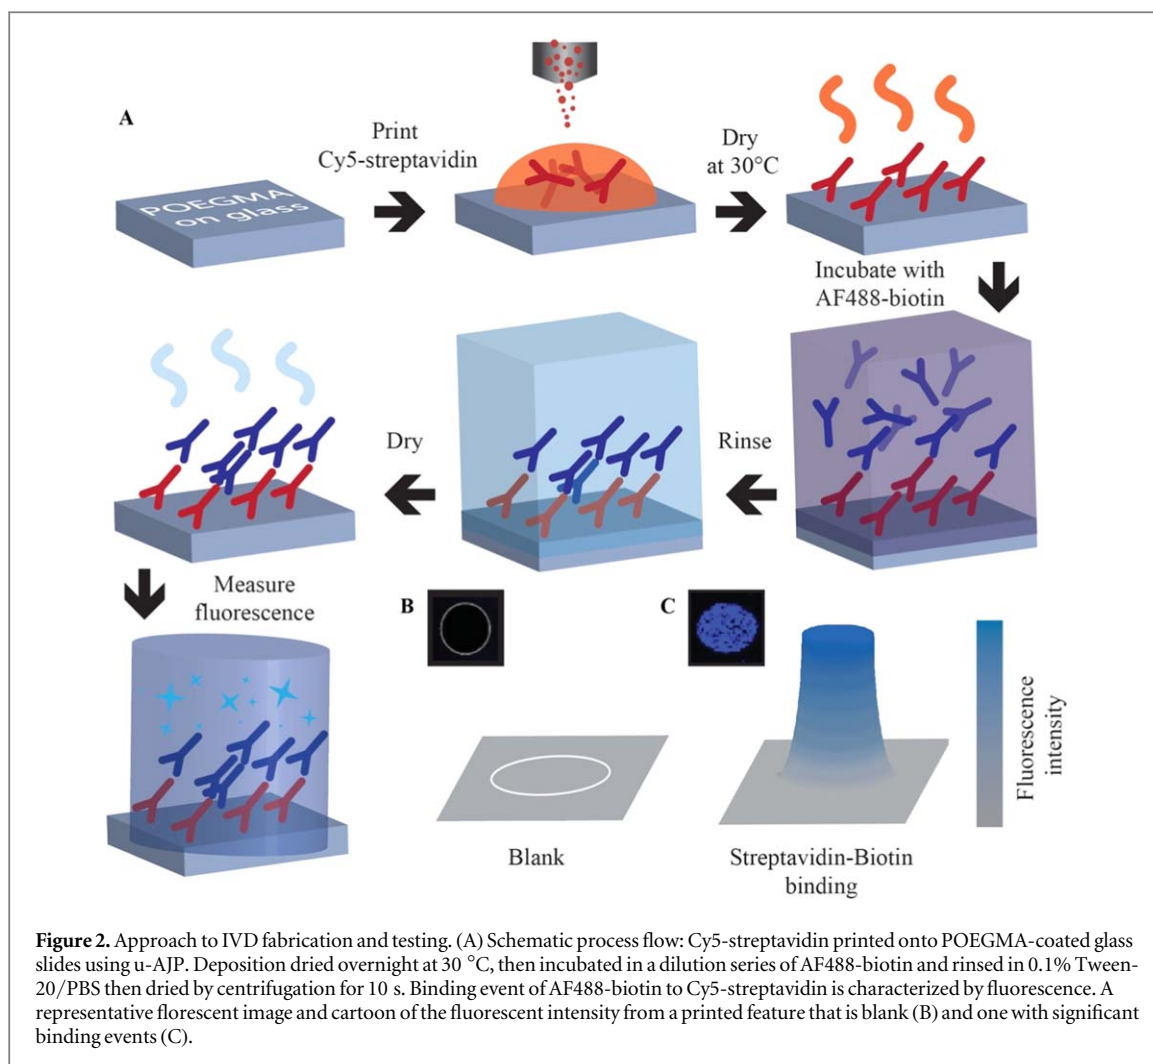 A
Print
Cy5-streptavidin
Dry
at 30°C
POEGMA
on glass
Incubate with
AF488-biotin
Rinse
Dry
Measure
fluorescence
B
C
Blank
Streptavidin-Biotin
binding
Fluorescence
intensity
Figure 2. Approach to IVD fabrication and testing. (A) Schematic process flow: Cy5-streptavidin printed onto POEGMA-coated glass
slides using u-AJP. Deposition dried overnight at 30 °C, then incubated in a dilution series of AF488-biotin and rinsed in 0.1% Tween-
20/PBS then dried by centrifugation for 10 s. Binding event of AF488-biotin to Cy5-streptavidin is characterized by fluorescence. A
representative florescent image and cartoon of the fluorescent intensity from a printed feature that is blank (B) and one with significant
binding events (C).